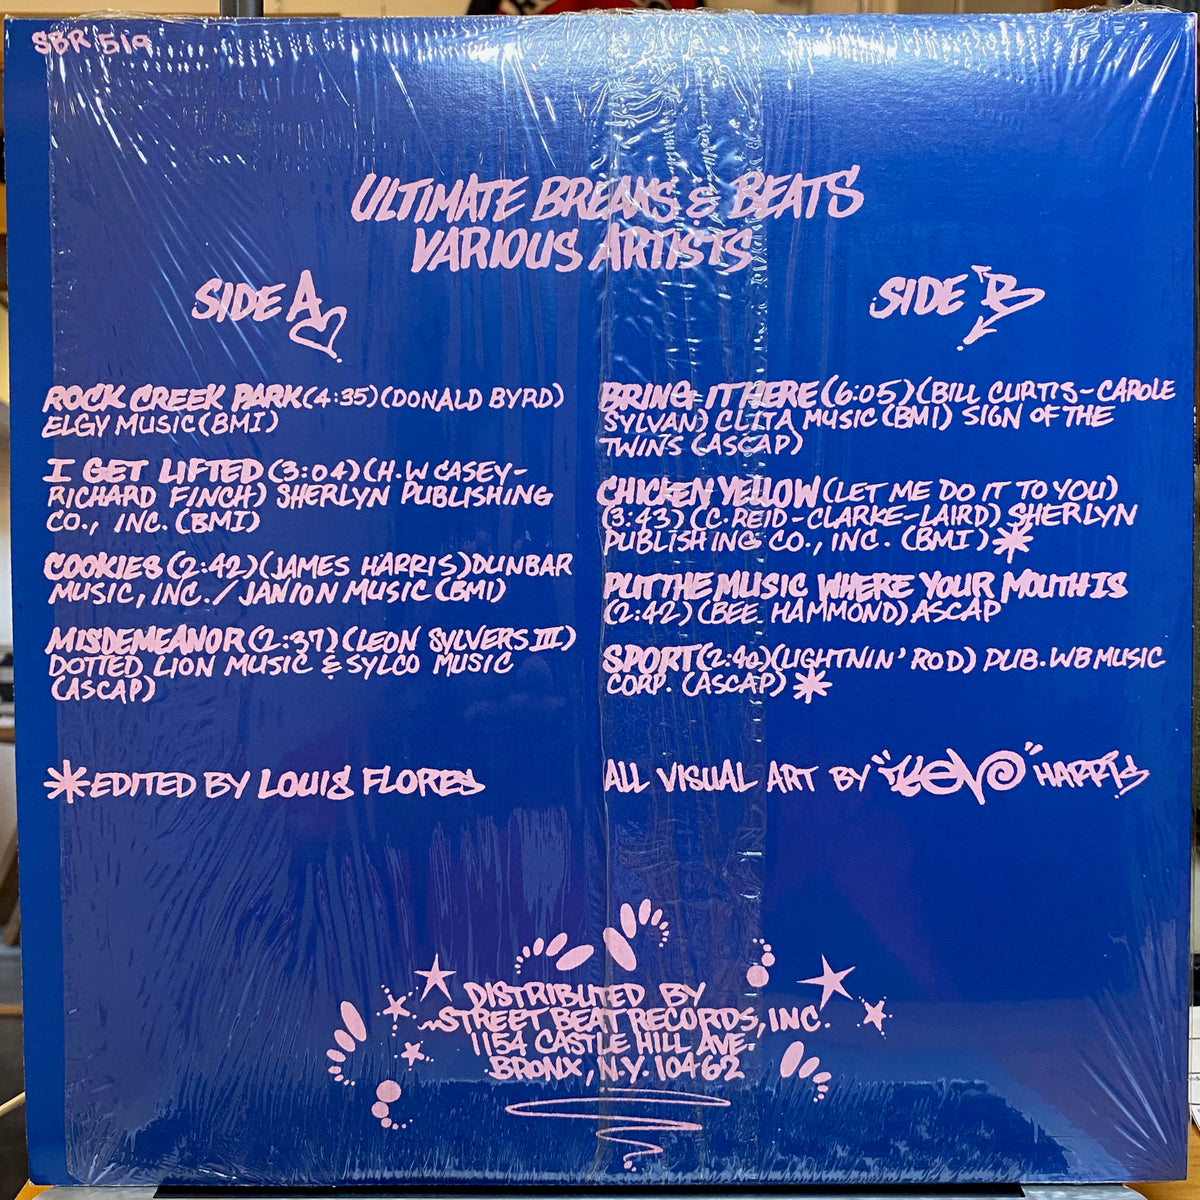 SBR 519
ULTIMATE BREAKS & BEATS
VARIOUS ARTISTS
SIDE A
ROCK CREEK PARK (4:35) (DONALD BYRD)
ELGY MUSIC (BMI)
I GET LIFTED (3:04) (H.W CASEY-
RICHARD FINCH) SHERLYN PUBLISHING
CO., INC. (BMI)
COOKIES (2:42) (JAMES HARRIS) DUNBAR
MUSIC, INC. / JANION MUSIC (BMI)
MISDEMEANOR (2:37) (LEON SYLVERS III)
DOTTED LION MUSIC & SYLCO MUSIC
(ASCAP)
*EDITED BY LOUIS FLORES
SIDE B
BRING IT HERE (6:05) (BILL CURTIS-CAROLE
SYLVAN) CLITA MUSIC (BMI) SIGN OF THE
TWINS (ASCAP)
CHICKEN YELLOW (LET ME DO IT TO YOU)
(3:43) (C. REID-CLARKE-LAIRD) SHERLYN
PUBLISHING CO., INC. (BMI) *
PUT THE MUSIC WHERE YOUR MOUTH IS
(2:42) (BEE HAMMOND) ASCAP
SPORT (2:40) (LIGHTNIN' ROD) PUB. WB MUSIC
CORP. (ASCAP) *
ALL VISUAL ART BY "KEV" HARRIS
DISTRIBUTED BY
STREET BEAT RECORDS, INC.
1154 CASTLE HILL AVE.
BRONX, N.Y. 10462